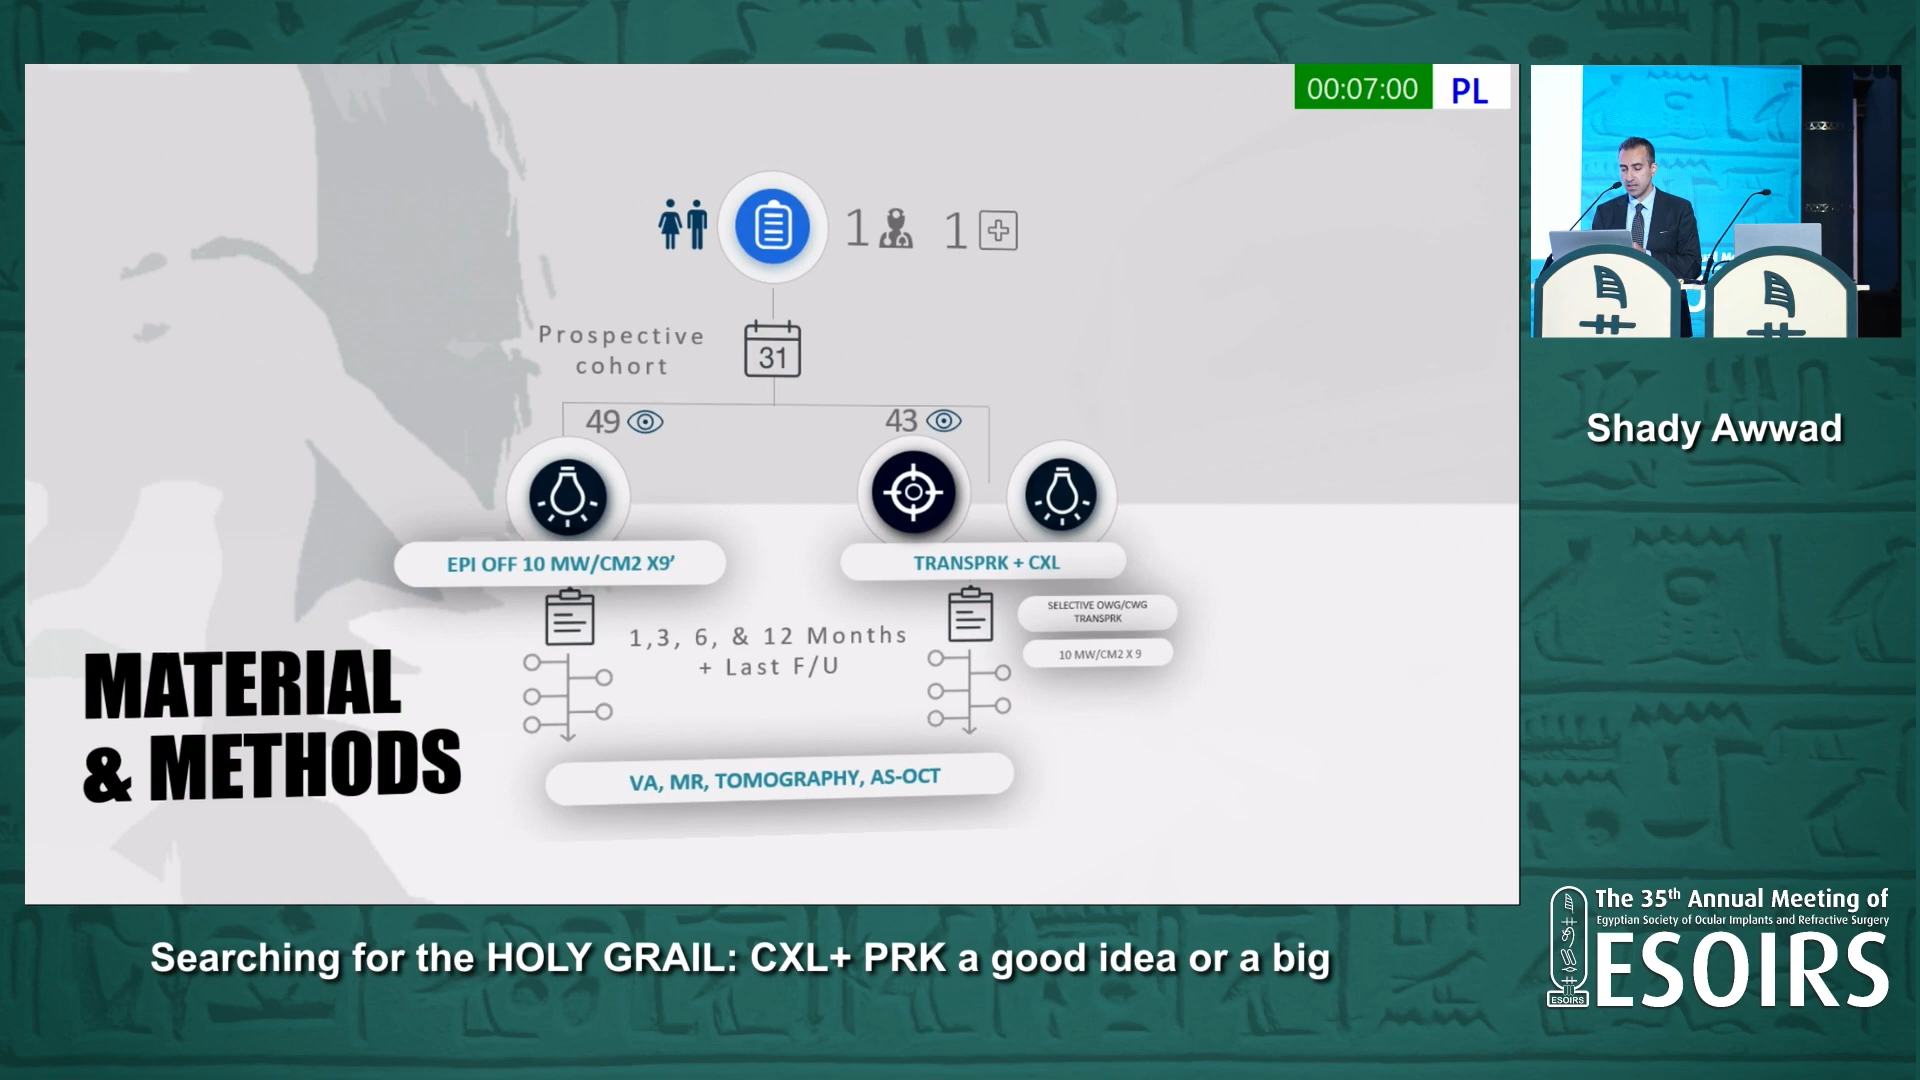 00:07:00 PL
1 1
Prospective
cohort
31
49 43
EPI OFF 10 MW/CM2 X9’
TRANSPRK + CXL
SELECTIVE OWG/CWG
TRANSPRK
10 MW/CM2 X 9
1,3, 6, & 12 Months
+ Last F/U
MATERIAL
& METHODS
VA, MR, TOMOGRAPHY, AS-OCT
Shady Awwad
Searching for the HOLY GRAIL: CXL+ PRK a good idea or a big
The 35th Annual Meeting of
Egyptian Society of Ocular Implants and Refractive Surgery
ESOIRS
ESOIRS